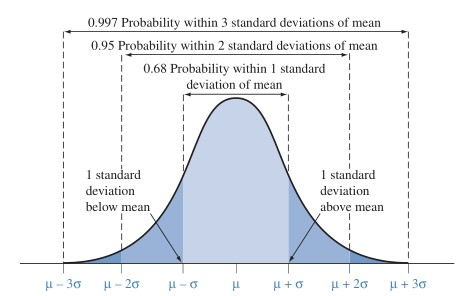 0.997 Probability within 3 standard deviations of mean
0.95 Probability within 2 standard deviations of mean
0.68 Probability within 1 standard
deviation of mean
1 standard
deviation
below mean
1 standard
deviation
above mean
μ – 3σ μ – 2σ μ – σ μ μ + σ μ + 2σ μ + 3σ